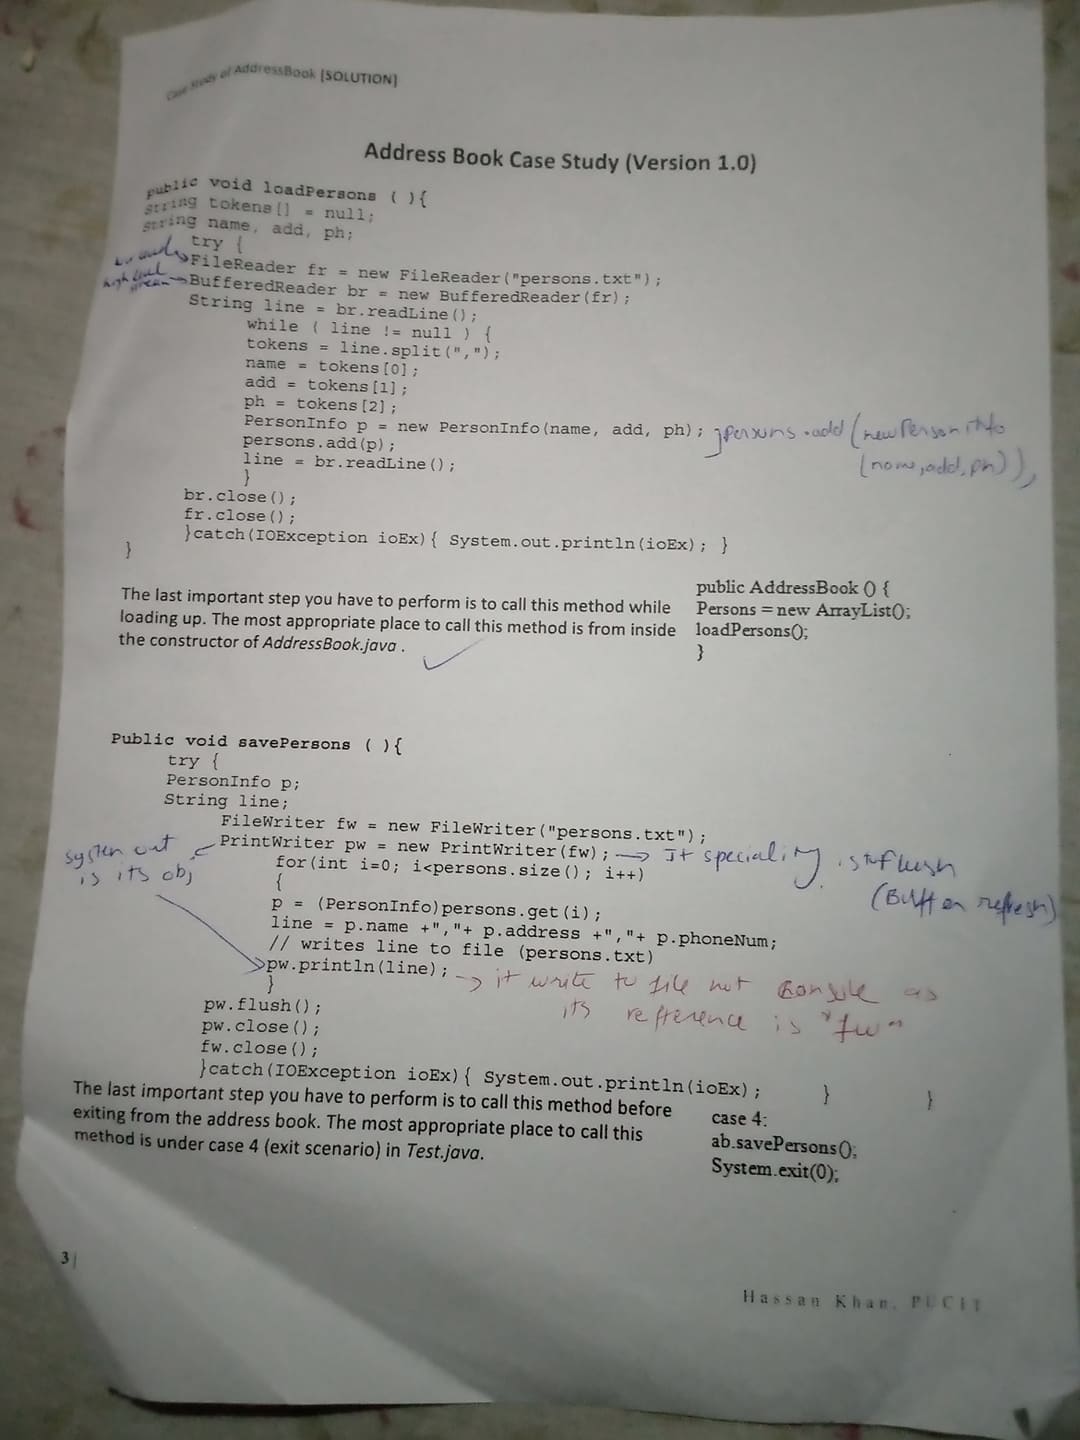 Case Study of AddressBook [SOLUTION]
Address Book Case Study (Version 1.0)
public void loadPersons ( ){
String tokens[] = null;
String name, add, ph;
try {
FileReader fr = new FileReader("persons.txt");
high level
stream
BufferedReader br = new BufferedReader(fr);
String line = br.readLine();
while ( line != null ) {
tokens = line.split(",");
name = tokens[0];
add = tokens[1];
ph = tokens[2];
PersonInfo p = new PersonInfo(name, add, ph); persons.add(new Person info
persons.add(p); (name,add,ph)),
line = br.readLine();
}
br.close();
fr.close();
}catch(IOException ioEx){ System.out.println(ioEx); }
}
The last important step you have to perform is to call this method while
loading up. The most appropriate place to call this method is from inside
the constructor of AddressBook.java .
public AddressBook () {
Persons = new ArrayList();
loadPersons();
}
Public void savePersons ( ){
try {
PersonInfo p;
String line;
FileWriter fw = new FileWriter("persons.txt");
system out
is its obj
PrintWriter pw = new PrintWriter(fw); → It speciality is to flush
(Buffer refresh)
for(int i=0; i<persons.size(); i++)
{
p = (PersonInfo)persons.get(i);
line = p.name +","+ p.address +","+ p.phoneNum;
// writes line to file (persons.txt)
pw.println(line); → it write to file not console as
its refference is "fw"
}
pw.flush();
pw.close();
fw.close();
}catch(IOException ioEx){ System.out.println(ioEx); } }
The last important step you have to perform is to call this method before
exiting from the address book. The most appropriate place to call this
method is under case 4 (exit scenario) in Test.java.
case 4:
ab.savePersons();
System.exit(0);
3|
Hassan Khan, PUCIT